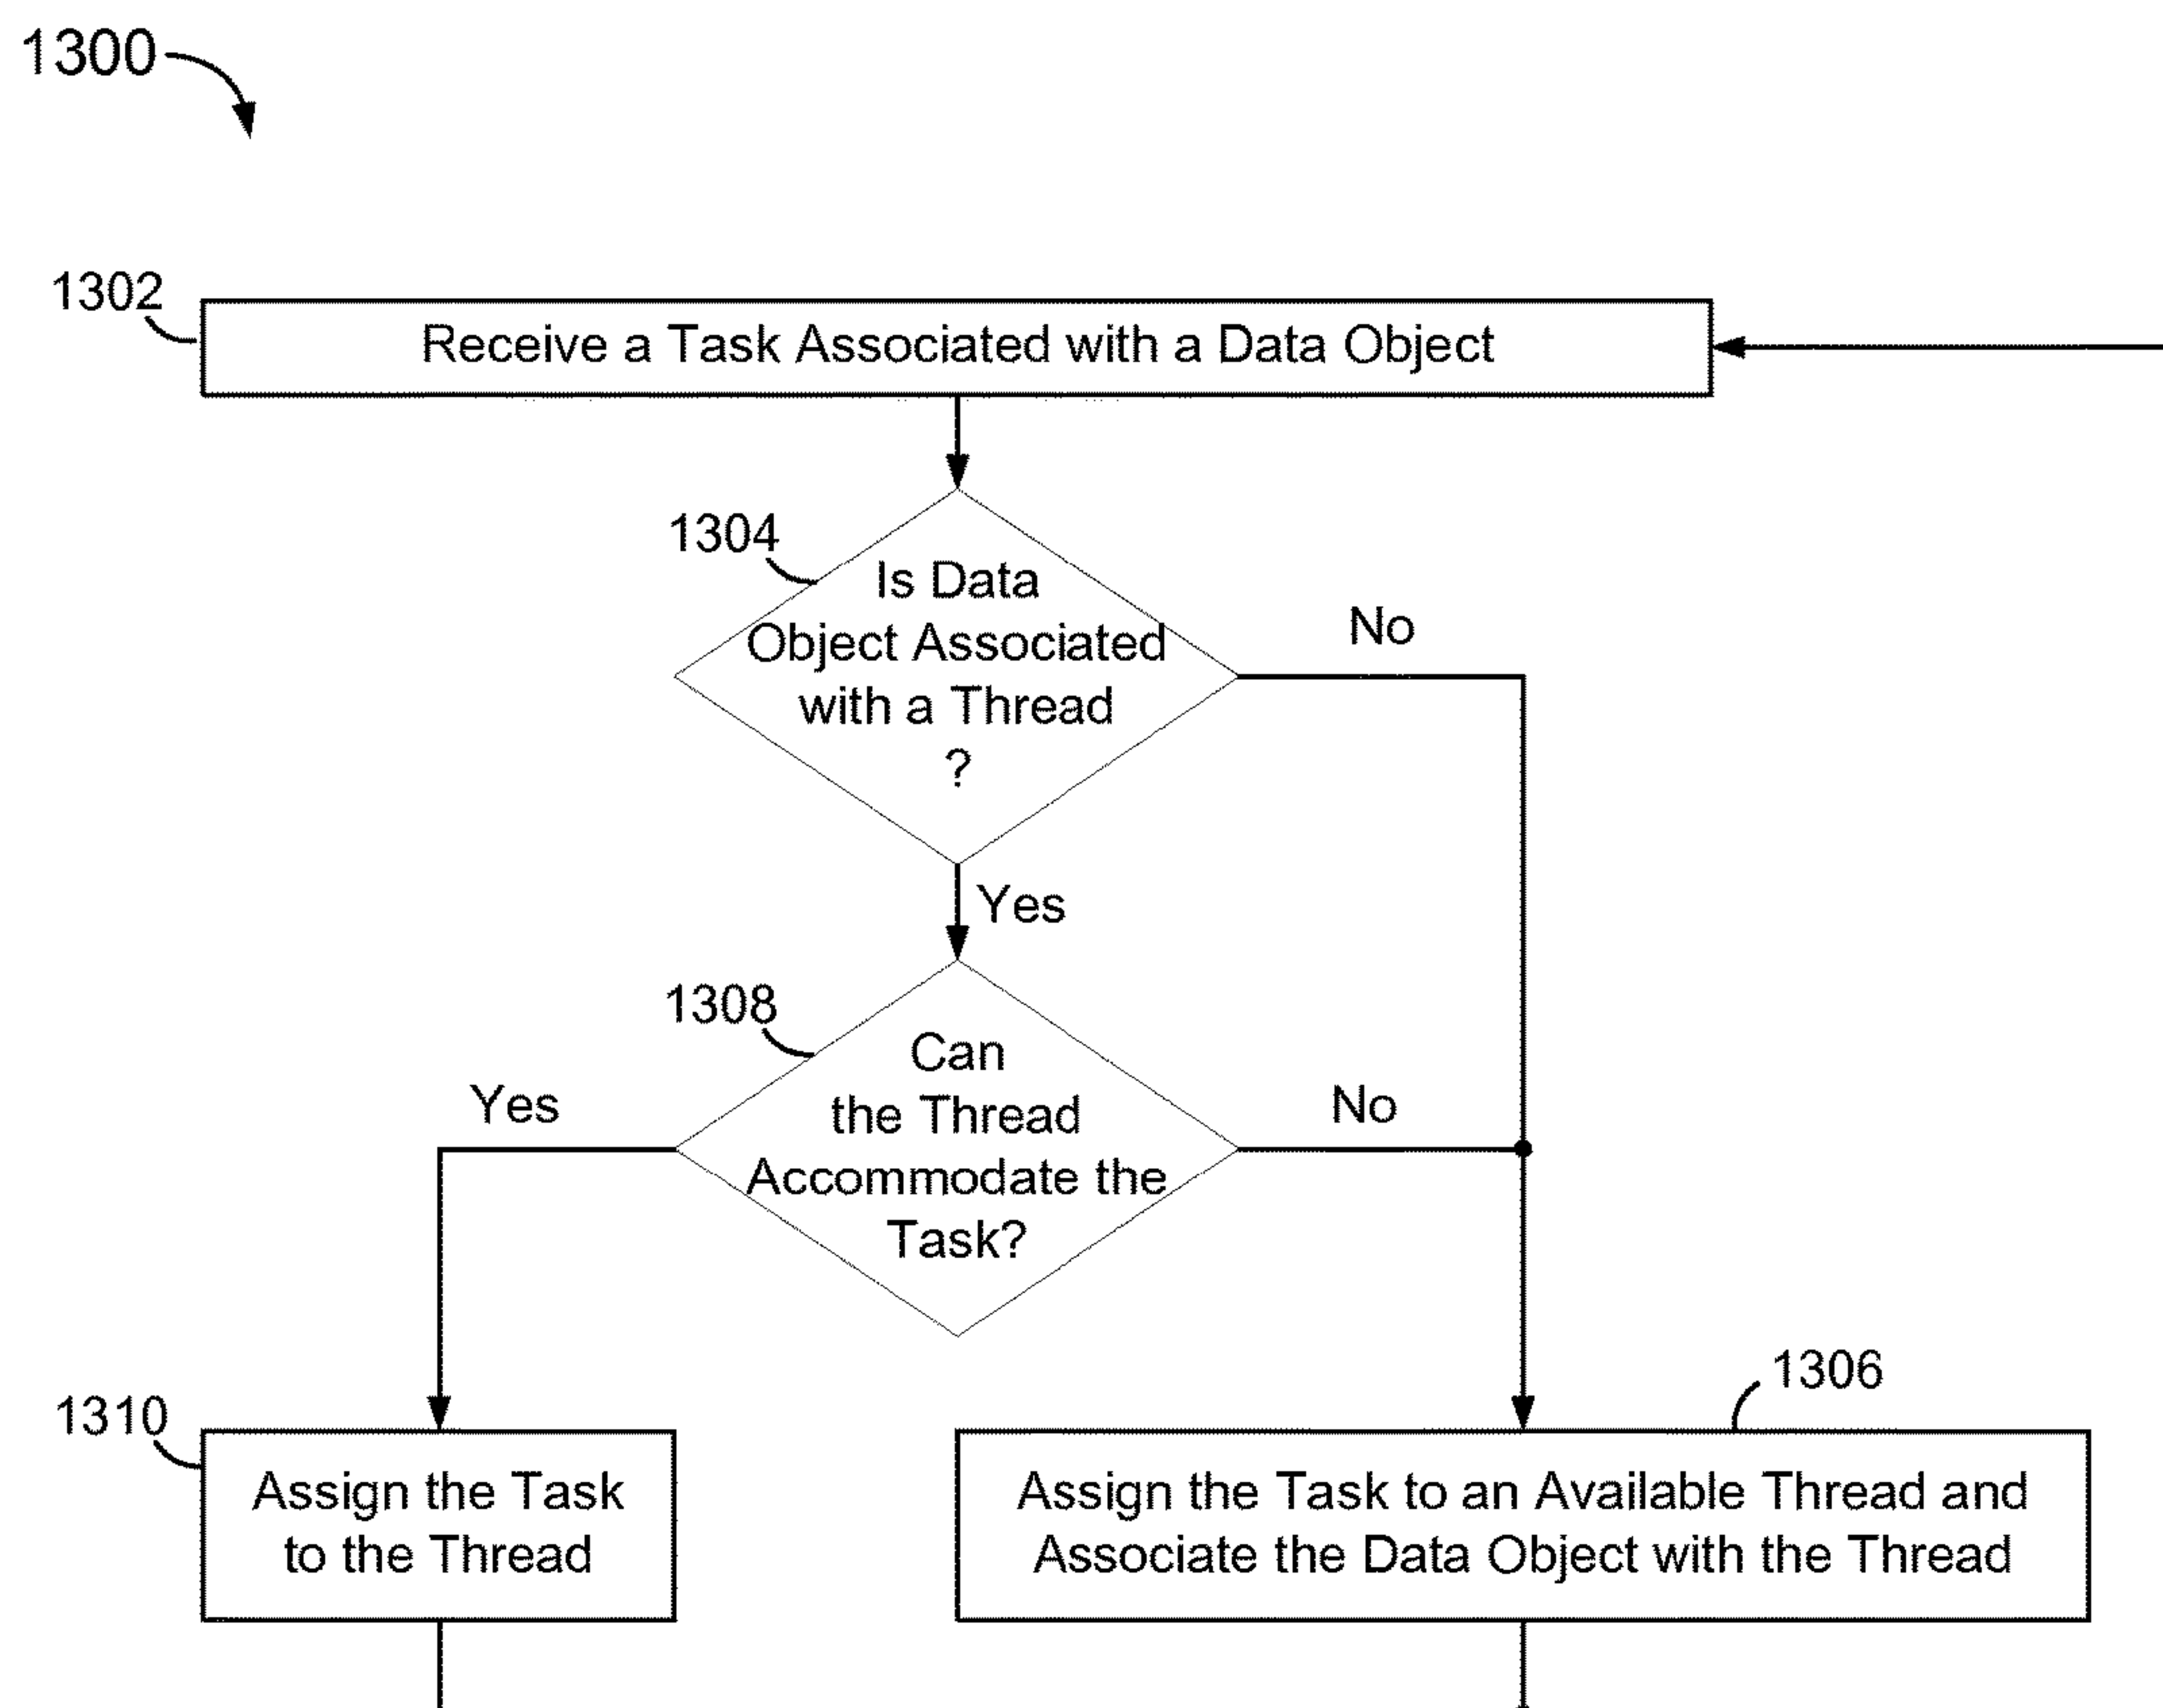 1300
1302
Receive a Task Associated with a Data Object
1304
Is Data
Object Associated
with a Thread
?
No
Yes
1308
Can
the Thread
Accommodate the
Task?
Yes
No
1306
1310
Assign the Task
to the Thread
Assign the Task to an Available Thread and
Associate the Data Object with the Thread